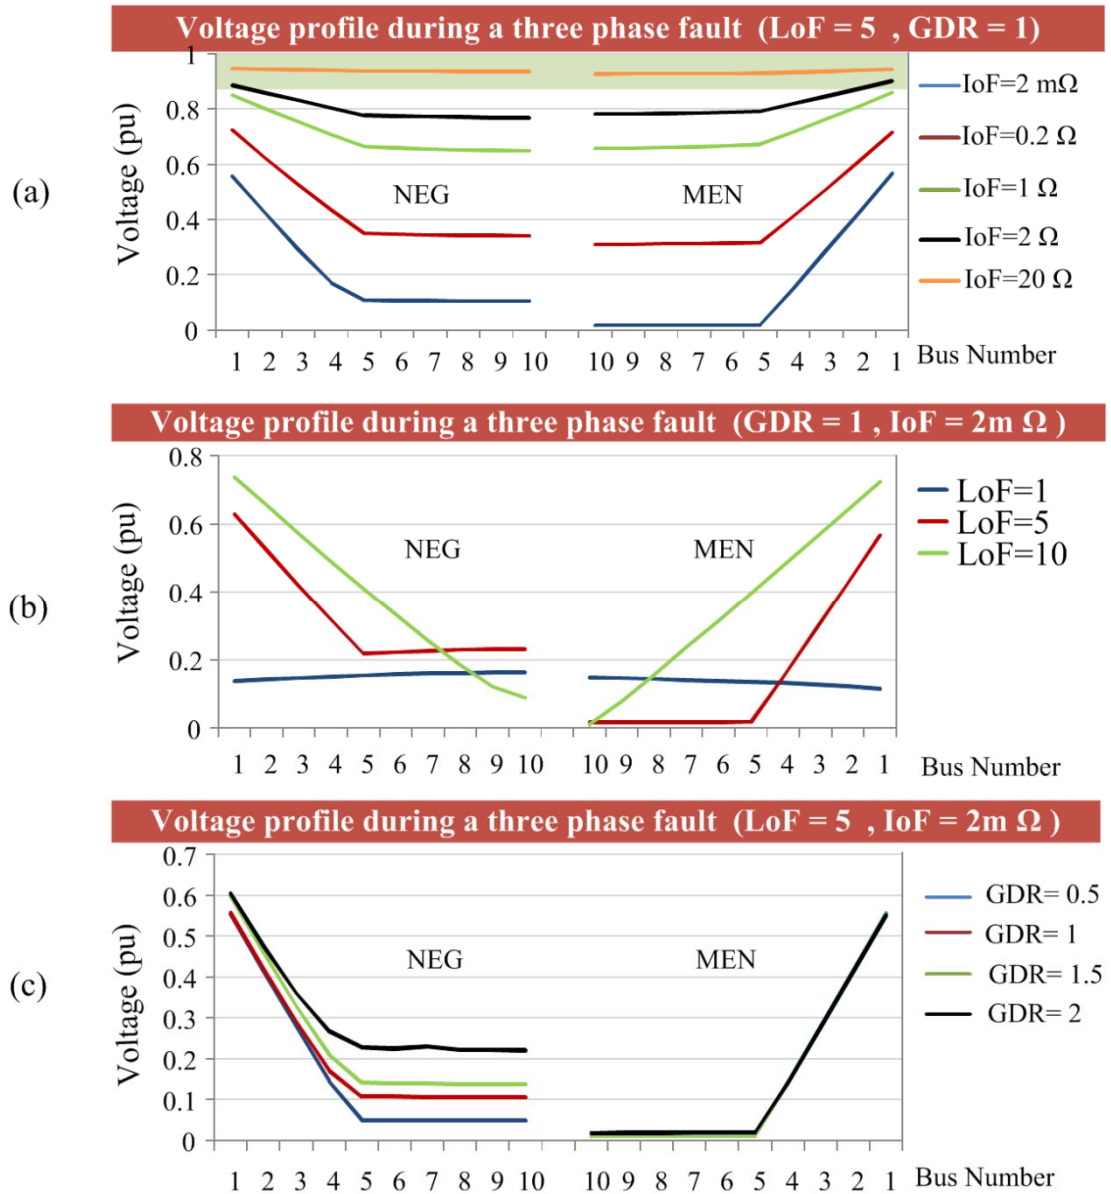 Voltage profile during a three phase fault (LoF = 5 , GDR = 1)
(a)
Voltage (pu)
1
0.8
0.6
0.4
0.2
0
NEG
MEN
IoF=2 mΩ
IoF=0.2 Ω
IoF=1 Ω
IoF=2 Ω
IoF=20 Ω
1 2 3 4 5 6 7 8 9 10 10 9 8 7 6 5 4 3 2 1 Bus Number
Voltage profile during a three phase fault (GDR = 1 , IoF = 2m Ω )
(b)
Voltage (pu)
0.8
0.6
0.4
0.2
0
NEG
MEN
LoF=1
LoF=5
LoF=10
1 2 3 4 5 6 7 8 9 10 10 9 8 7 6 5 4 3 2 1 Bus Number
Voltage profile during a three phase fault (LoF = 5 , IoF = 2m Ω )
(c)
Voltage (pu)
0.7
0.6
0.5
0.4
0.3
0.2
0.1
0
NEG
MEN
GDR= 0.5
GDR= 1
GDR= 1.5
GDR= 2
1 2 3 4 5 6 7 8 9 10 10 9 8 7 6 5 4 3 2 1 Bus Number